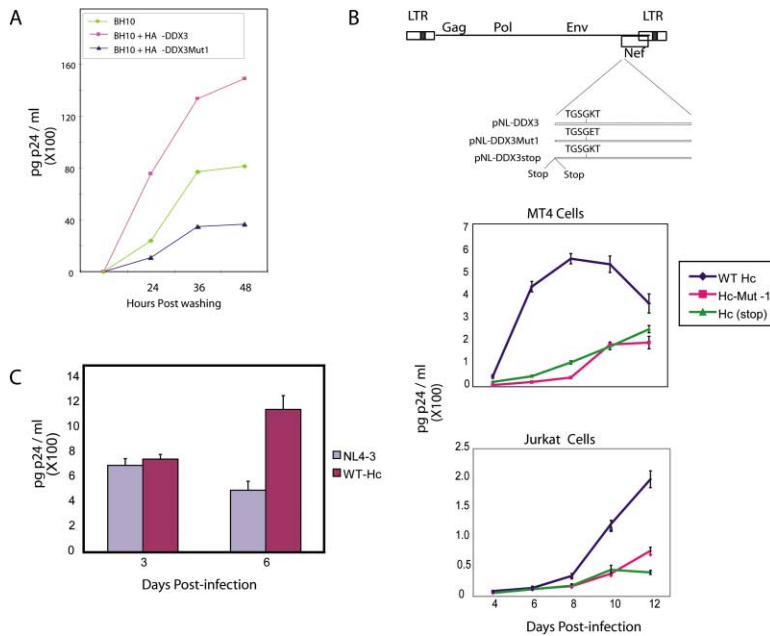 A
BH10
BH10 + HA -DDX3
BH10 + HA -DDX3Mut1
160
120
80
40
0
pg p24 / ml
(X100)
24 36 48
Hours Post washing
B
LTR LTR
Gag Pol Env
Nef
TGSGKT
pNL-DDX3
TGSGET
pNL-DDX3Mut1
TGSGKT
pNL-DDX3stop
Stop Stop
MT4 Cells
7
6
5
4
3
2
1
0
WT Hc
Hc-Mut -1
Hc (stop)
pg p24 / ml
(X100)
Jurkat Cells
2.5
2.0
1.5
1.0
0.5
0
4 6 8 10 12
Days Post-infection
C
14
12
10
8
6
4
2
0
pg p24 / ml
(X100)
NL4-3
WT-Hc
3 6
Days Post-infection